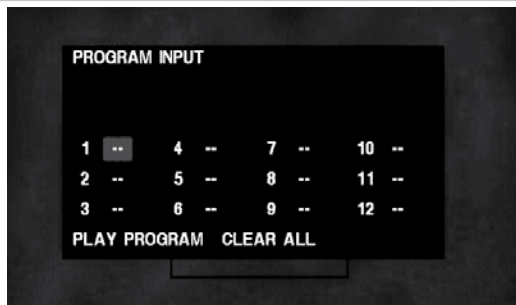 PROGRAM INPUT
1 -- 4 -- 7 -- 10 --
2 -- 5 -- 8 -- 11 --
3 -- 6 -- 9 -- 12 --
PLAY PROGRAM CLEAR ALL